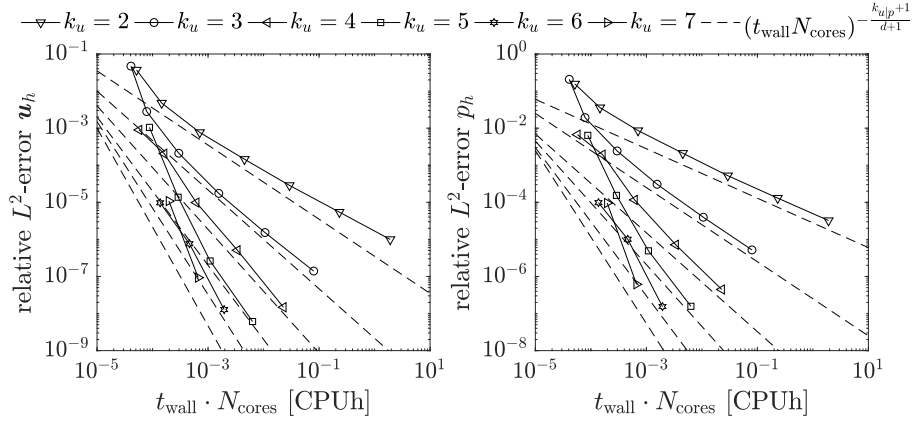 k_u = 2 k_u = 3 k_u = 4 k_u = 5 k_u = 6 k_u = 7 (t_wall N_cores)^{-\frac{k_{u|p}+1}{d+1}}
10^{-1}
10^{-3}
10^{-5}
10^{-7}
10^{-9}
relative L^2-error u_h
10^{-5} 10^{-3} 10^{-1} 10^1
t_wall · N_cores [CPUh]
10^0
10^{-2}
10^{-4}
10^{-6}
10^{-8}
relative L^2-error p_h
10^{-5} 10^{-3} 10^{-1} 10^1
t_wall · N_cores [CPUh]